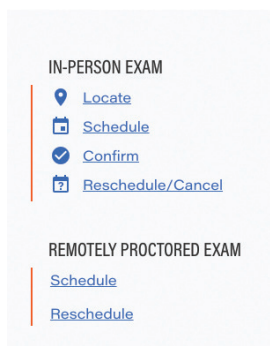 IN-PERSON EXAM
Locate
Schedule
Confirm
Reschedule/Cancel
REMOTELY PROCTORED EXAM
Schedule
Reschedule